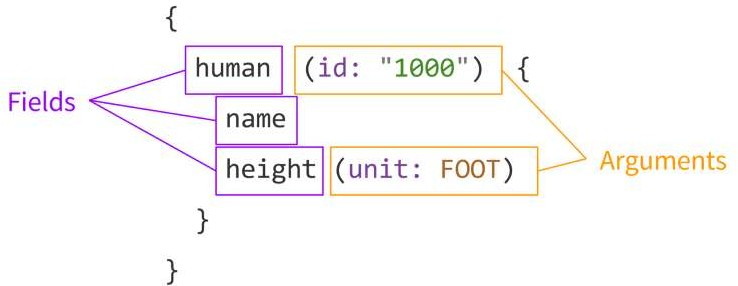 {
human (id: "1000") {
Fields
name
height (unit: FOOT)
Arguments
}
}